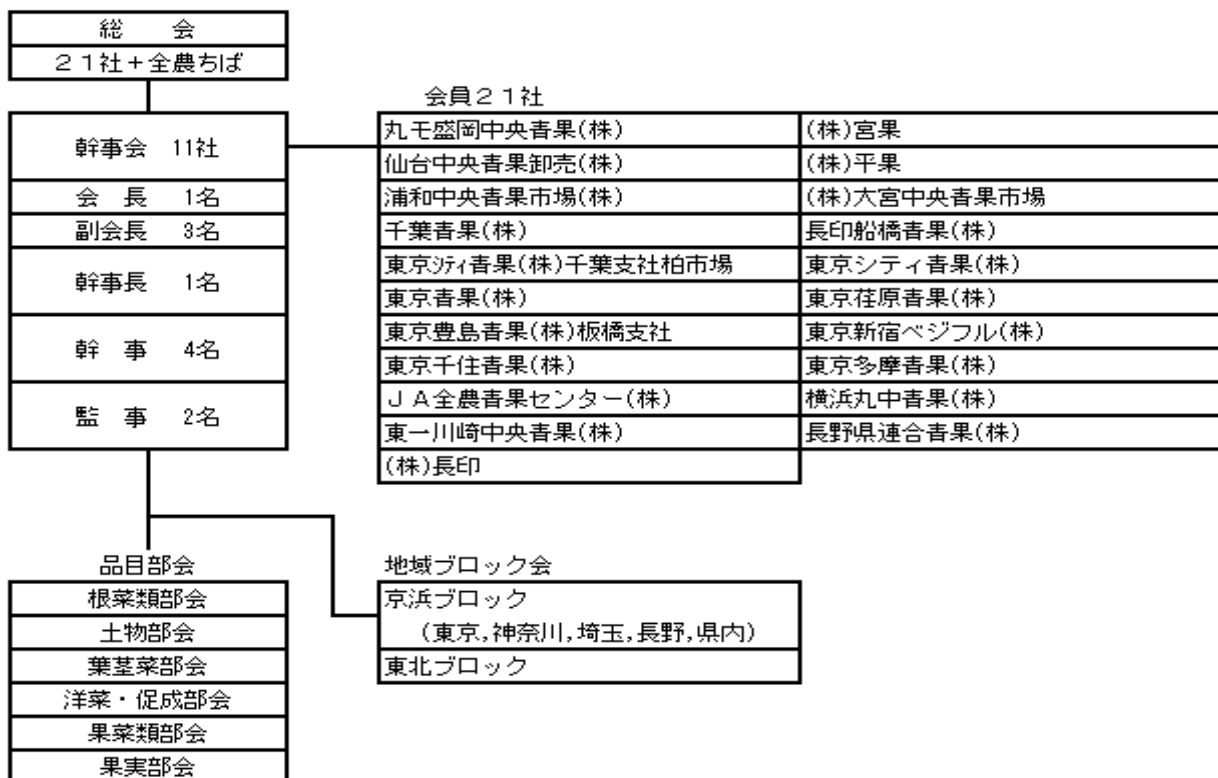 総　会
２１社＋全農ちば
幹事会　11社
会　長　1名
副会長　3名
幹事長　1名
幹　事　4名
監　事　2名
会員２１社
丸モ盛岡中央青果(株)
(株)宮果
仙台中央青果卸売(株)
(株)平果
浦和中央青果市場(株)
(株)大宮中央青果市場
千葉青果(株)
長印船橋青果(株)
東京ｼﾃｨ青果(株)千葉支社柏市場
東京シティ青果(株)
東京青果(株)
東京荏原青果(株)
東京豊島青果(株)板橋支社
東京新宿ベジフル(株)
東京千住青果(株)
東京多摩青果(株)
ＪＡ全農青果センター(株)
横浜丸中青果(株)
東一川崎中央青果(株)
長野県連合青果(株)
(株)長印
品目部会
根菜類部会
土物部会
葉茎菜部会
洋菜・促成部会
果菜類部会
果実部会
地域ブロック会
京浜ブロック
(東京,神奈川,埼玉,長野,県内)
東北ブロック